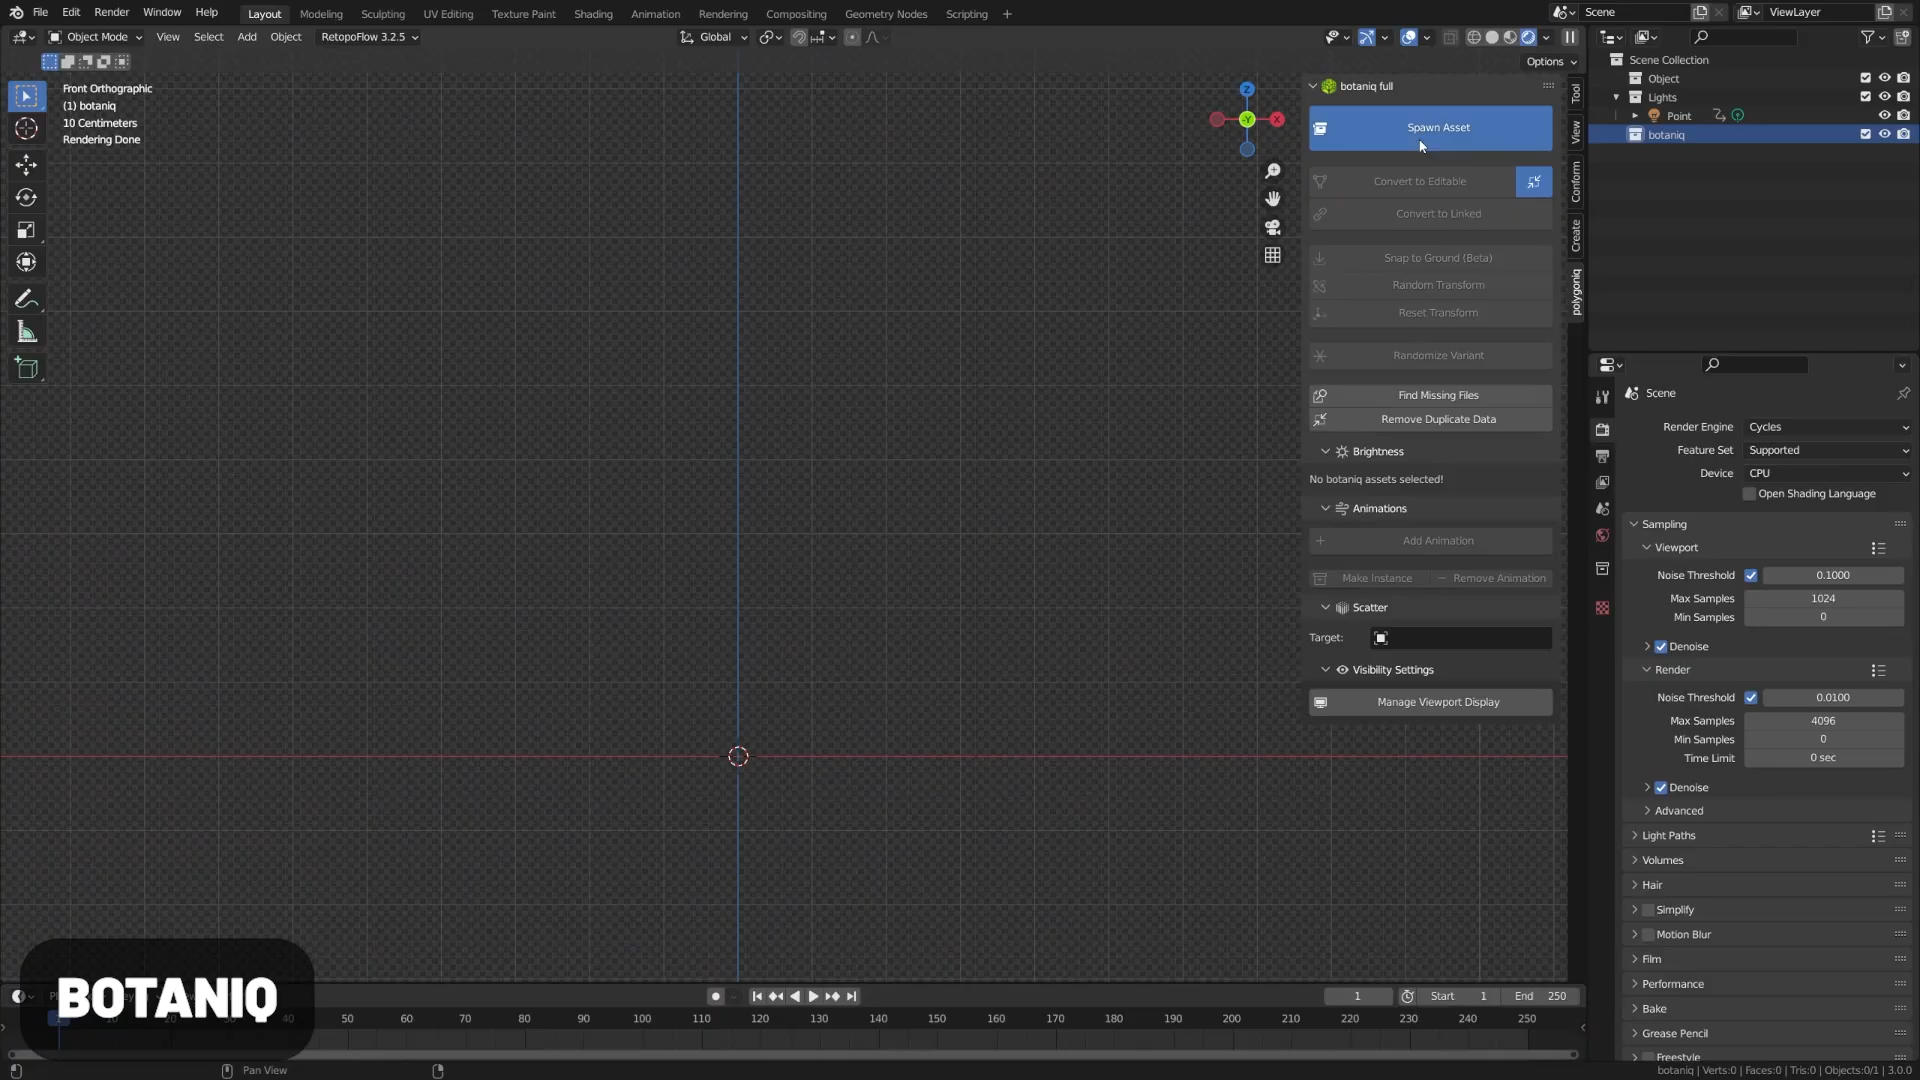 File Edit Render Window Help Layout Modeling Sculpting UV Editing Texture Paint Shading Animation Rendering Compositing Geometry Nodes Scripting + Scene ViewLayer
Object Mode View Select Add Object RetopoFlow 3.2.5 Global
Options
Front Orthographic
(1) botaniq
10 Centimeters
Rendering Done
Z
-Y
X
botaniq full
Spawn Asset
Convert to Editable
Convert to Linked
Snap to Ground (Beta)
Random Transform
Reset Transform
Randomize Variant
Find Missing Files
Remove Duplicate Data
Brightness
No botaniq assets selected!
Animations
Add Animation
Make Instance Remove Animation
Scatter
Target:
Visibility Settings
Manage Viewport Display
Tool
View
Conform
Create
polygoniq
Scene Collection
Object
Lights
Point
botaniq
Scene
Render Engine Cycles
Feature Set Supported
Device CPU
Open Shading Language
Sampling
Viewport
Noise Threshold 0.1000
Max Samples 1024
Min Samples 0
Denoise
Render
Noise Threshold 0.0100
Max Samples 4096
Min Samples 0
Time Limit 0 sec
Denoise
Advanced
Light Paths
Volumes
Hair
Simplify
Motion Blur
Film
Performance
Bake
Grease Pencil
Freestyle
BOTANIQ
1 Start 1 End 250
1 10 40 50 60 70 80 90 100 110 120 130 140 150 160 170 180 190 200 210 220 230 240 250
Pan View
botaniq | Verts:0 | Faces:0 | Tris:0 | Objects:0/1 | 3.0.0